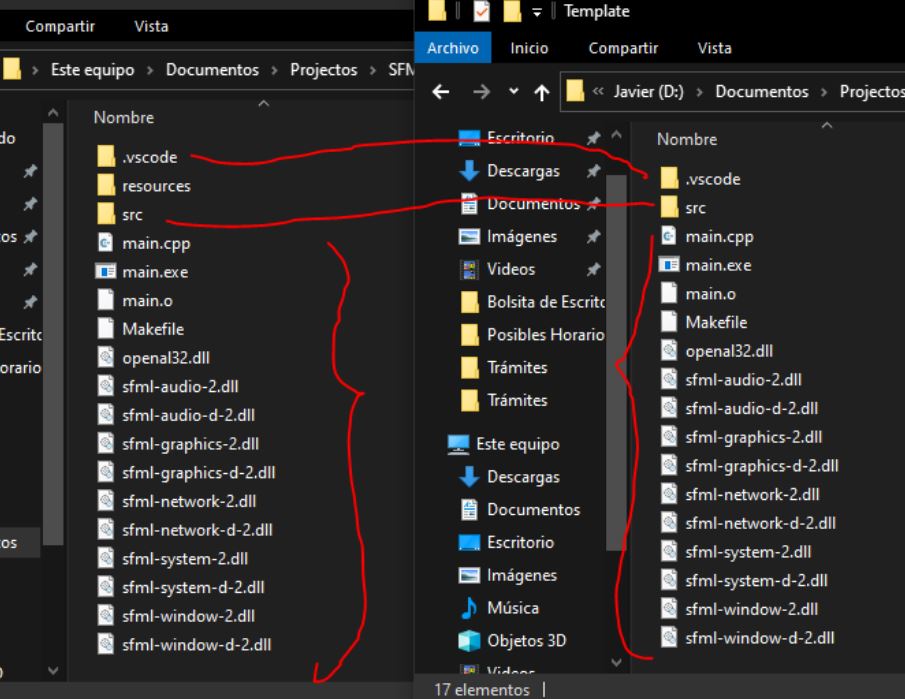 Compartir Vista
Este equipo Documentos Projectos SFM
Nombre
do
os
Escrito
orario
os
.vscode
resources
src
main.cpp
main.exe
main.o
Makefile
openal32.dll
sfml-audio-2.dll
sfml-audio-d-2.dll
sfml-graphics-2.dll
sfml-graphics-d-2.dll
sfml-network-2.dll
sfml-network-d-2.dll
sfml-system-2.dll
sfml-system-d-2.dll
sfml-window-2.dll
sfml-window-d-2.dll
Template
Archivo Inicio Compartir Vista
« Javier (D:) Documentos Projectos
Escritorio
Descargas
Documentos
Imágenes
Videos
Bolsita de Escrito
Posibles Horario
Trámites
Trámites
Este equipo
Descargas
Documentos
Escritorio
Imágenes
Música
Objetos 3D
Videos
Nombre
.vscode
src
main.cpp
main.exe
main.o
Makefile
openal32.dll
sfml-audio-2.dll
sfml-audio-d-2.dll
sfml-graphics-2.dll
sfml-graphics-d-2.dll
sfml-network-2.dll
sfml-network-d-2.dll
sfml-system-2.dll
sfml-system-d-2.dll
sfml-window-2.dll
sfml-window-d-2.dll
17 elementos